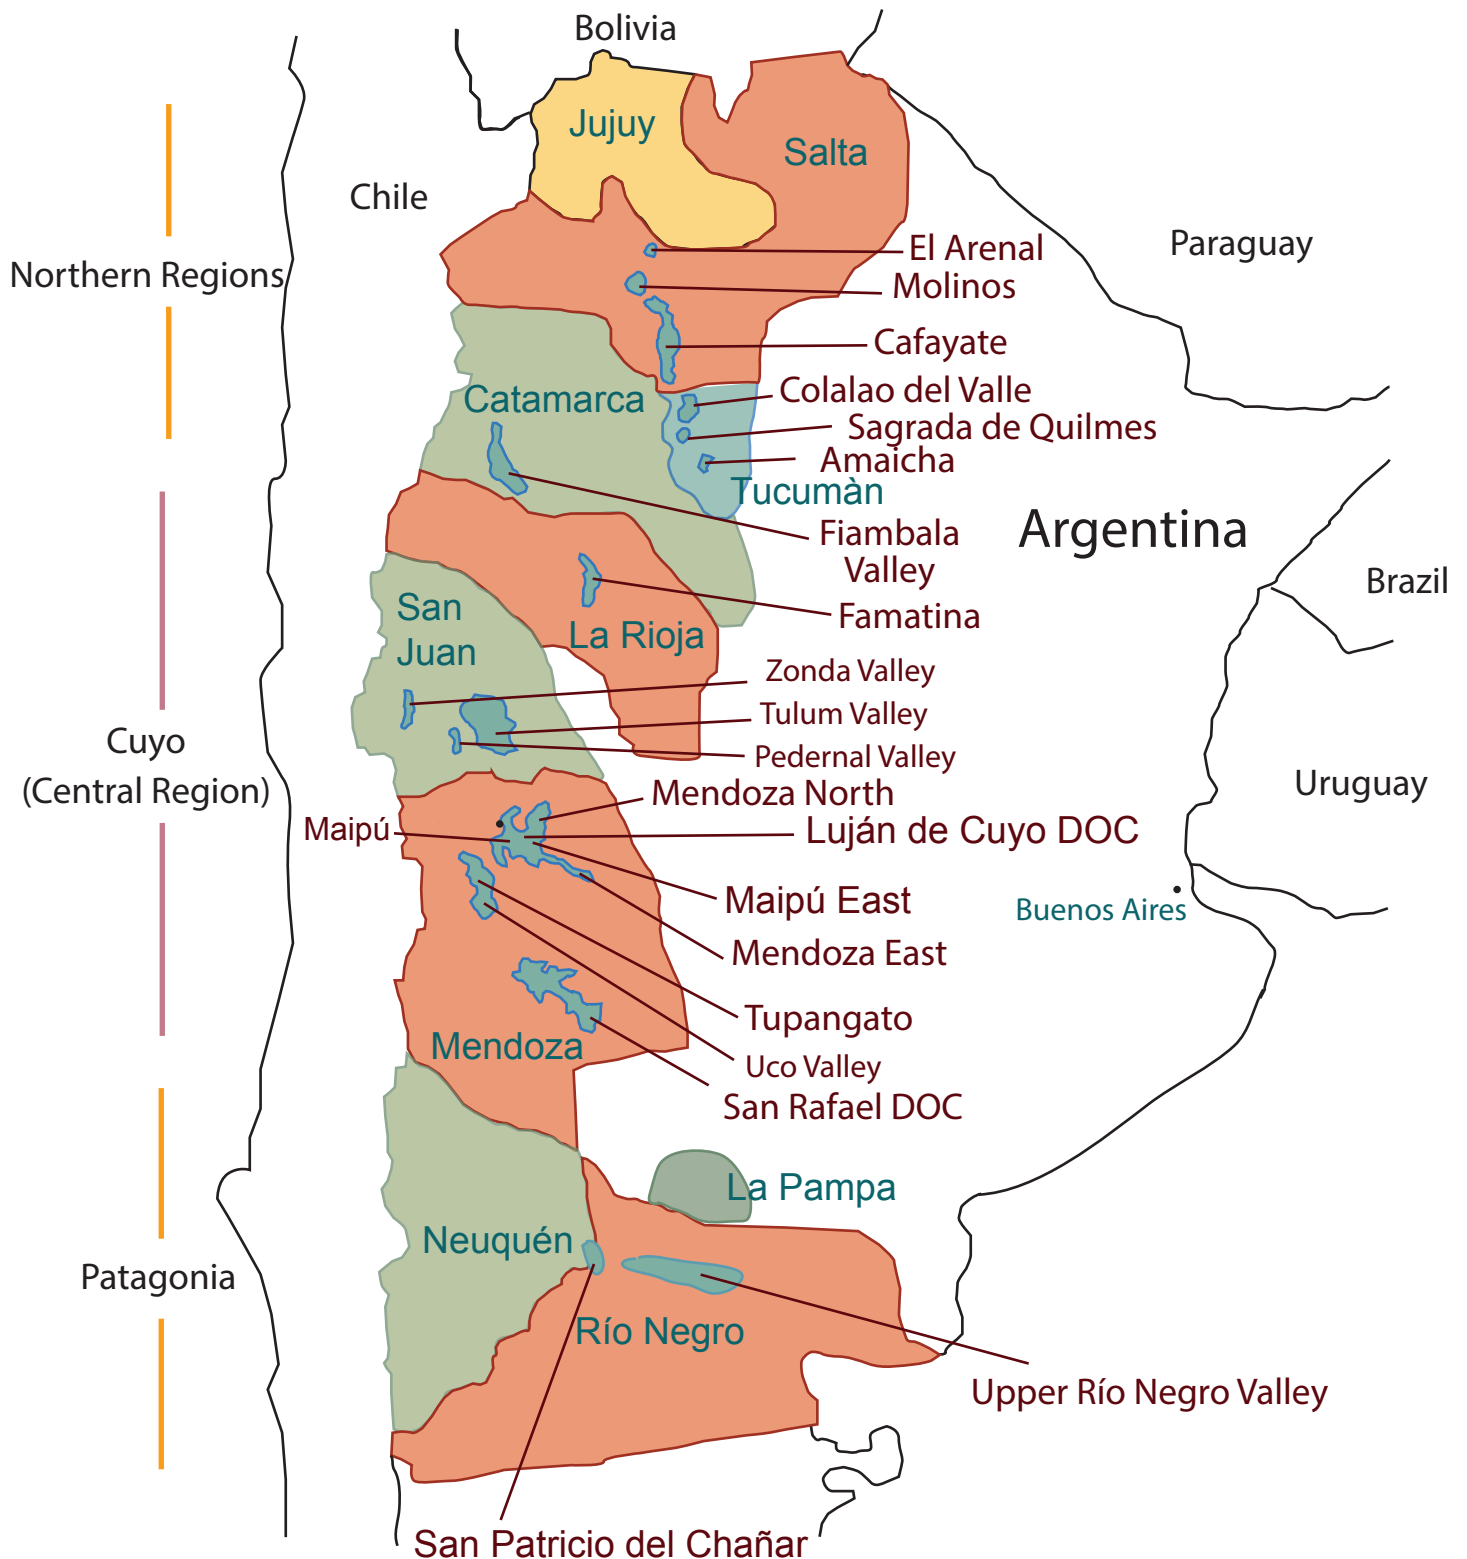 Bolivia
Jujuy
Salta
Chile
Paraguay
El Arenal
Northern Regions
Molinos
Cafayate
Catamarca
Colalao del Valle
Sagrada de Quilmes
Amaicha
Tucumàn
Argentina
Fiambala
Valley
Brazil
San
Juan
Famatina
La Rioja
Zonda Valley
Tulum Valley
Cuyo
(Central Region)
Pedernal Valley
Uruguay
Mendoza North
Maipú
Luján de Cuyo DOC
Maipú East
Buenos Aires
Mendoza East
Tupangato
Mendoza
Uco Valley
San Rafael DOC
La Pampa
Neuquén
Patagonia
Río Negro
Upper Río Negro Valley
San Patricio del Chañar